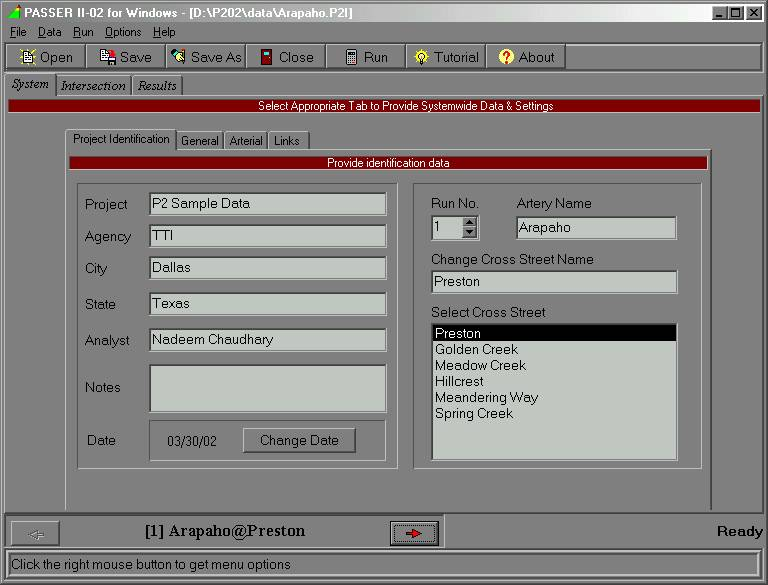 PASSER II-02 for Windows - [D:\P202\data\Arapaho.P2I]
File Data Run Options Help
Open Save Save As Close Run Tutorial About
System Intersection Results
Select Appropriate Tab to Provide Systemwide Data & Settings
Project Identification General Arterial Links
Provide identification data
Project P2 Sample Data
Agency TTI
City Dallas
State Texas
Analyst Nadeem Chaudhary
Notes
Date 03/30/02 Change Date
Run No. Artery Name
1 Arapaho
Change Cross Street Name
Preston
Select Cross Street
Preston
Golden Creek
Meadow Creek
Hillcrest
Meandering Way
Spring Creek
[1] Arapaho@Preston Ready
Click the right mouse button to get menu options